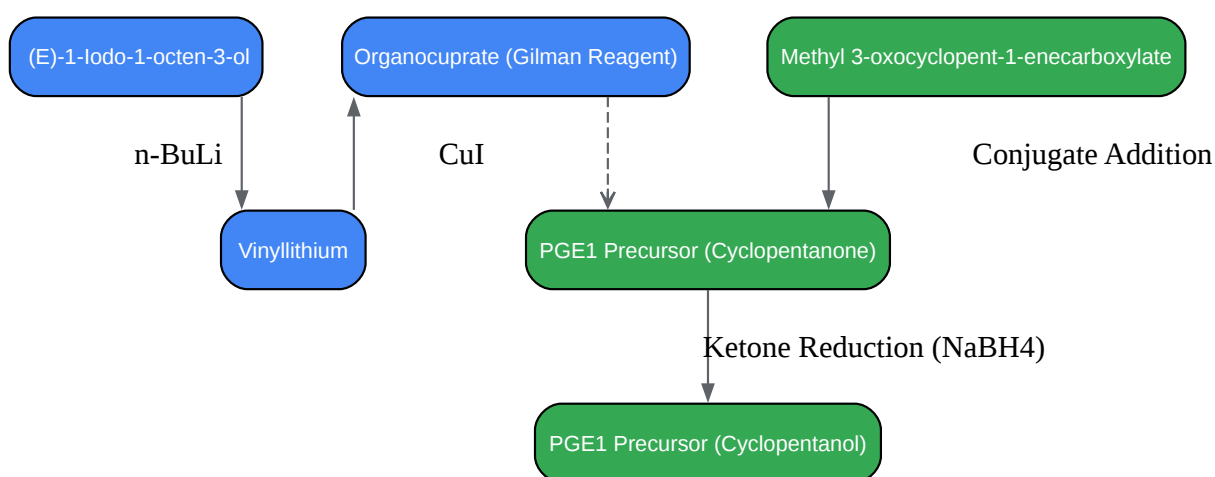 (E)-1-Iodo-1-octen-3-ol
Organocuprate (Gilman Reagent)
Methyl 3-oxocyclopent-1-enecarboxylate
n-BuLi
CuI
Conjugate Addition
Vinyllithium
PGE1 Precursor (Cyclopentanone)
Ketone Reduction (NaBH4)
PGE1 Precursor (Cyclopentanol)